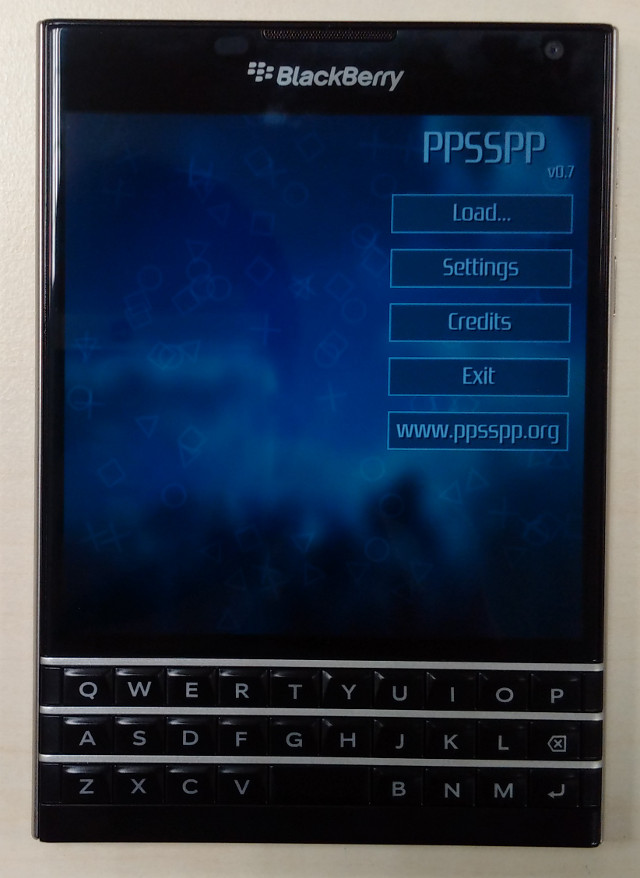 BlackBerry
PPSSPP
v0.7
Load...
Settings
Credits
Exit
www.ppsspp.org
Q W E R T Y U I O P
A S D F G H J K L
Z X C V B N M